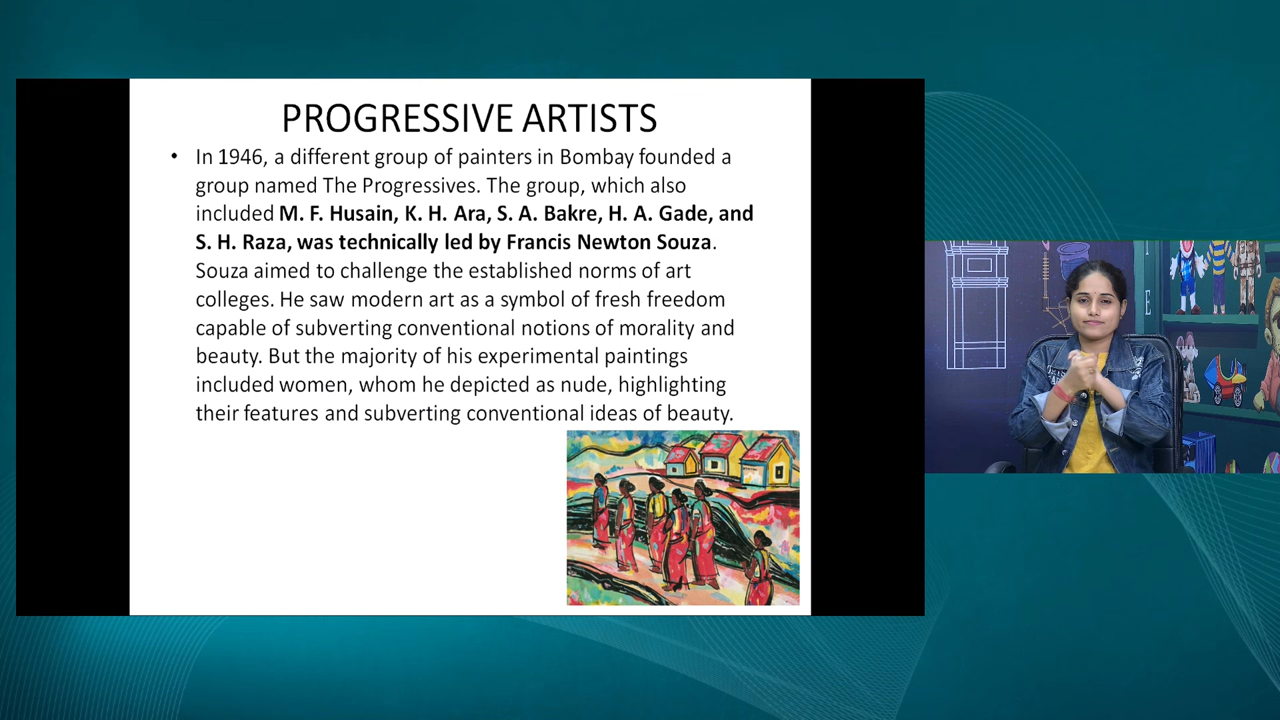 PROGRESSIVE ARTISTS
• In 1946, a different group of painters in Bombay founded a
group named The Progressives. The group, which also
included M. F. Husain, K. H. Ara, S. A. Bakre, H. A. Gade, and
S. H. Raza, was technically led by Francis Newton Souza.
Souza aimed to challenge the established norms of art
colleges. He saw modern art as a symbol of fresh freedom
capable of subverting conventional notions of morality and
beauty. But the majority of his experimental paintings
included women, whom he depicted as nude, highlighting
their features and subverting conventional ideas of beauty.